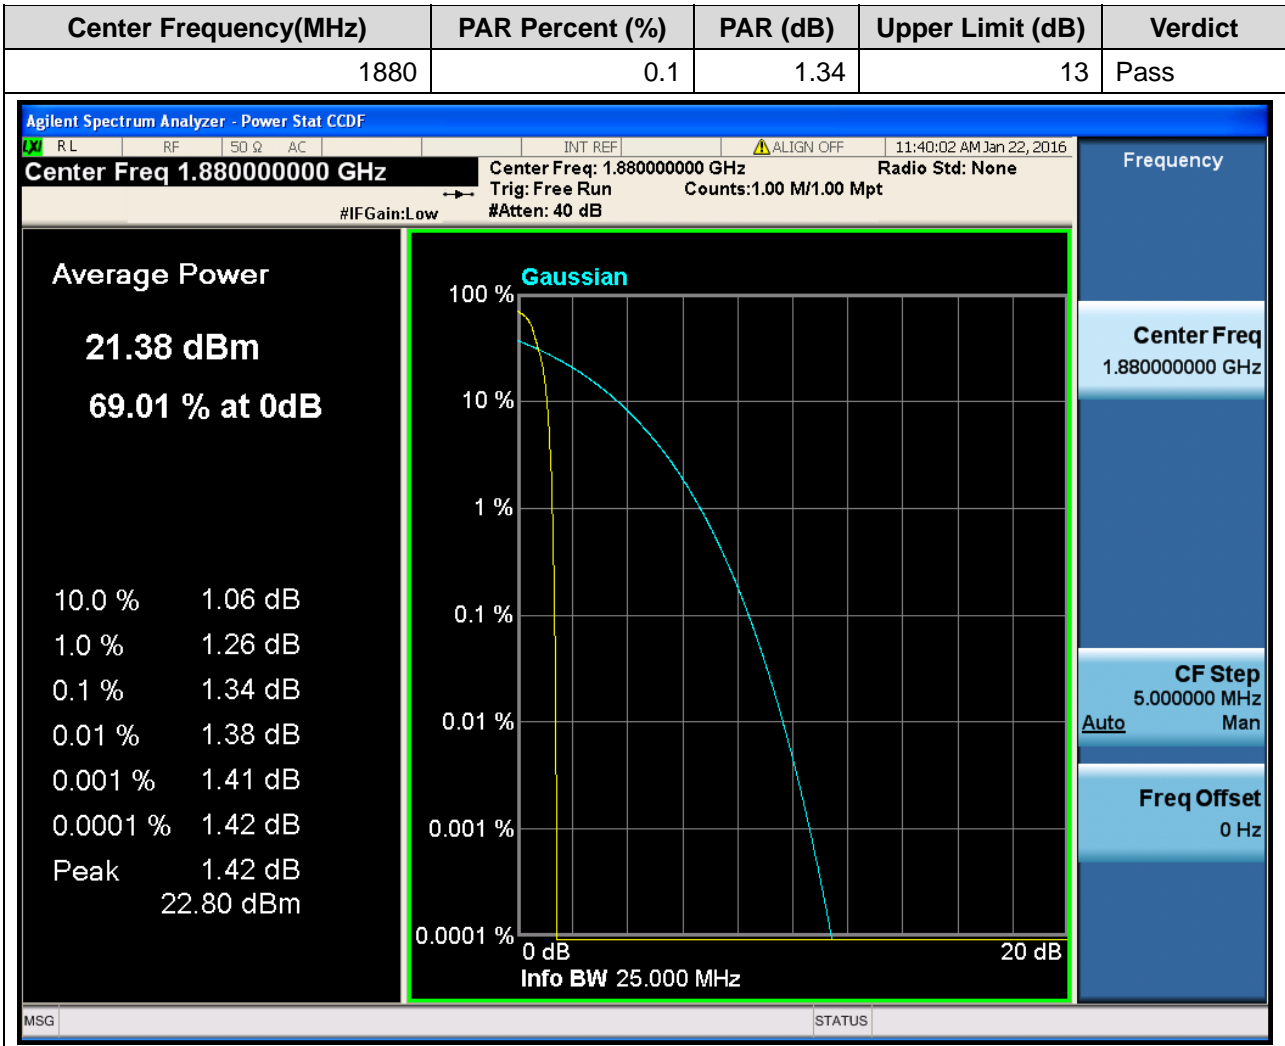 Center Frequency(MHz) PAR Percent (%) PAR (dB) Upper Limit (dB) Verdict
1880 0.1 1.34 13 Pass
Agilent Spectrum Analyzer - Power Stat CCDF
LXI RL RF 50 Ω AC INT REF ALIGN OFF 11:40:02 AM Jan 22, 2016
Center Freq 1.880000000 GHz
Center Freq: 1.880000000 GHz Radio Std: None
Trig: Free Run Counts:1.00 M/1.00 Mpt
#IFGain:Low #Atten: 40 dB
Frequency
Average Power
21.38 dBm
69.01 % at 0dB
10.0 % 1.06 dB
1.0 % 1.26 dB
0.1 % 1.34 dB
0.01 % 1.38 dB
0.001 % 1.41 dB
0.0001 % 1.42 dB
Peak 1.42 dB
22.80 dBm
Gaussian
100 %
10 %
1 %
0.1 %
0.01 %
0.001 %
0.0001 %
0 dB 20 dB
Info BW 25.000 MHz
Center Freq
1.880000000 GHz
CF Step
5.000000 MHz
Auto Man
Freq Offset
0 Hz
MSG STATUS